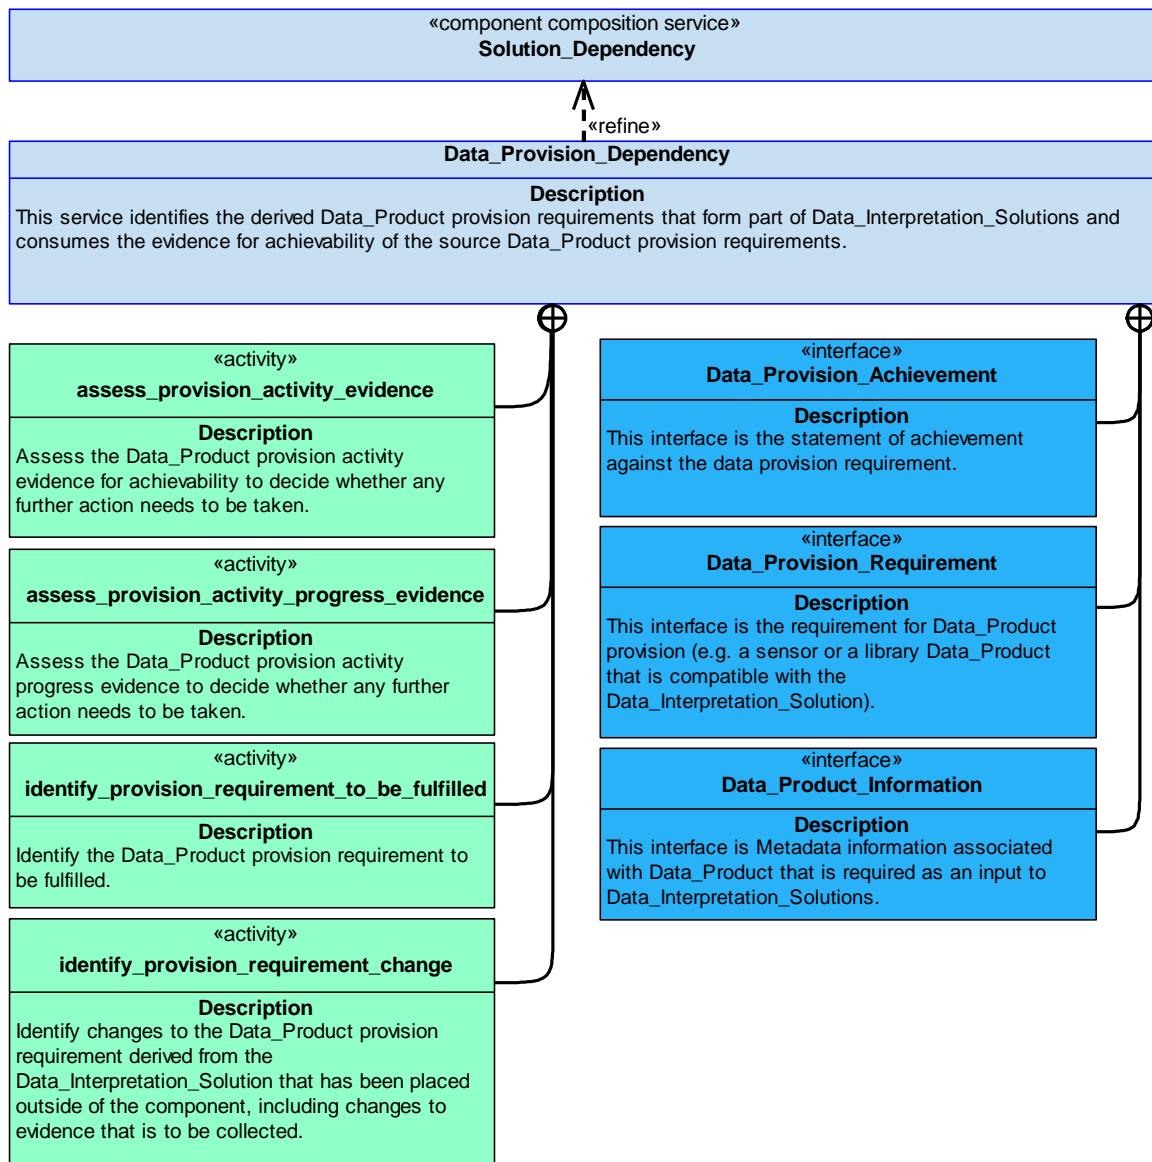 «component composition service»
Solution_Dependency
«refine»
Data_Provision_Dependency
Description
This service identifies the derived Data_Product provision requirements that form part of Data_Interpretation_Solutions and
consumes the evidence for achievability of the source Data_Product provision requirements.
«activity»
assess_provision_activity_evidence
Description
Assess the Data_Product provision activity
evidence for achievability to decide whether any
further action needs to be taken.
«activity»
assess_provision_activity_progress_evidence
Description
Assess the Data_Product provision activity
progress evidence to decide whether any further
action needs to be taken.
«activity»
identify_provision_requirement_to_be_fulfilled
Description
Identify the Data_Product provision requirement to
be fulfilled.
«activity»
identify_provision_requirement_change
Description
Identify changes to the Data_Product provision
requirement derived from the
Data_Interpretation_Solution that has been placed
outside of the component, including changes to
evidence that is to be collected.
«interface»
Data_Provision_Achievement
Description
This interface is the statement of achievement
against the data provision requirement.
«interface»
Data_Provision_Requirement
Description
This interface is the requirement for Data_Product
provision (e.g. a sensor or a library Data_Product
that is compatible with the
Data_Interpretation_Solution).
«interface»
Data_Product_Information
Description
This interface is Metadata information associated
with Data_Product that is required as an input to
Data_Interpretation_Solutions.